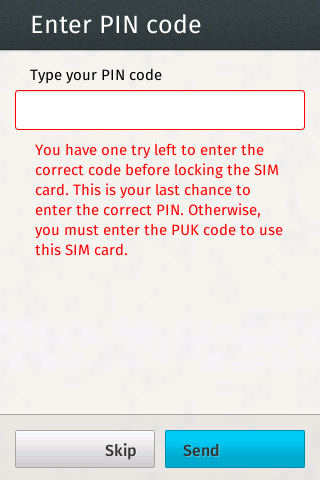 Enter PIN code
Type your PIN code
You have one try left to enter the
correct code before locking the SIM
card. This is your last chance to
enter the correct PIN. Otherwise,
you must enter the PUK code to use
this SIM card.
Skip
Send